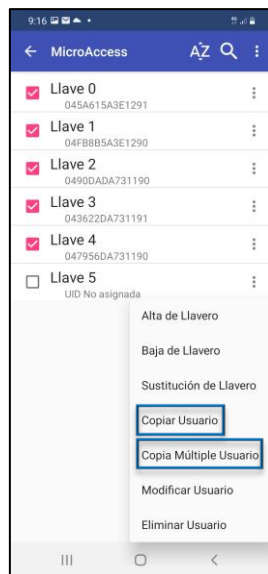 9:16
MicroAccess AZ
Llave 0
045A615A3E1291
Llave 1
04FB8B5A3E1290
Llave 2
0490DADA731190
Llave 3
043622DA731191
Llave 4
047956DA731190
Llave 5
UID No asignada
Alta de Llavero
Baja de Llavero
Sustitución de Llavero
Copiar Usuario
Copia Múltiple Usuario
Modificar Usuario
Eliminar Usuario